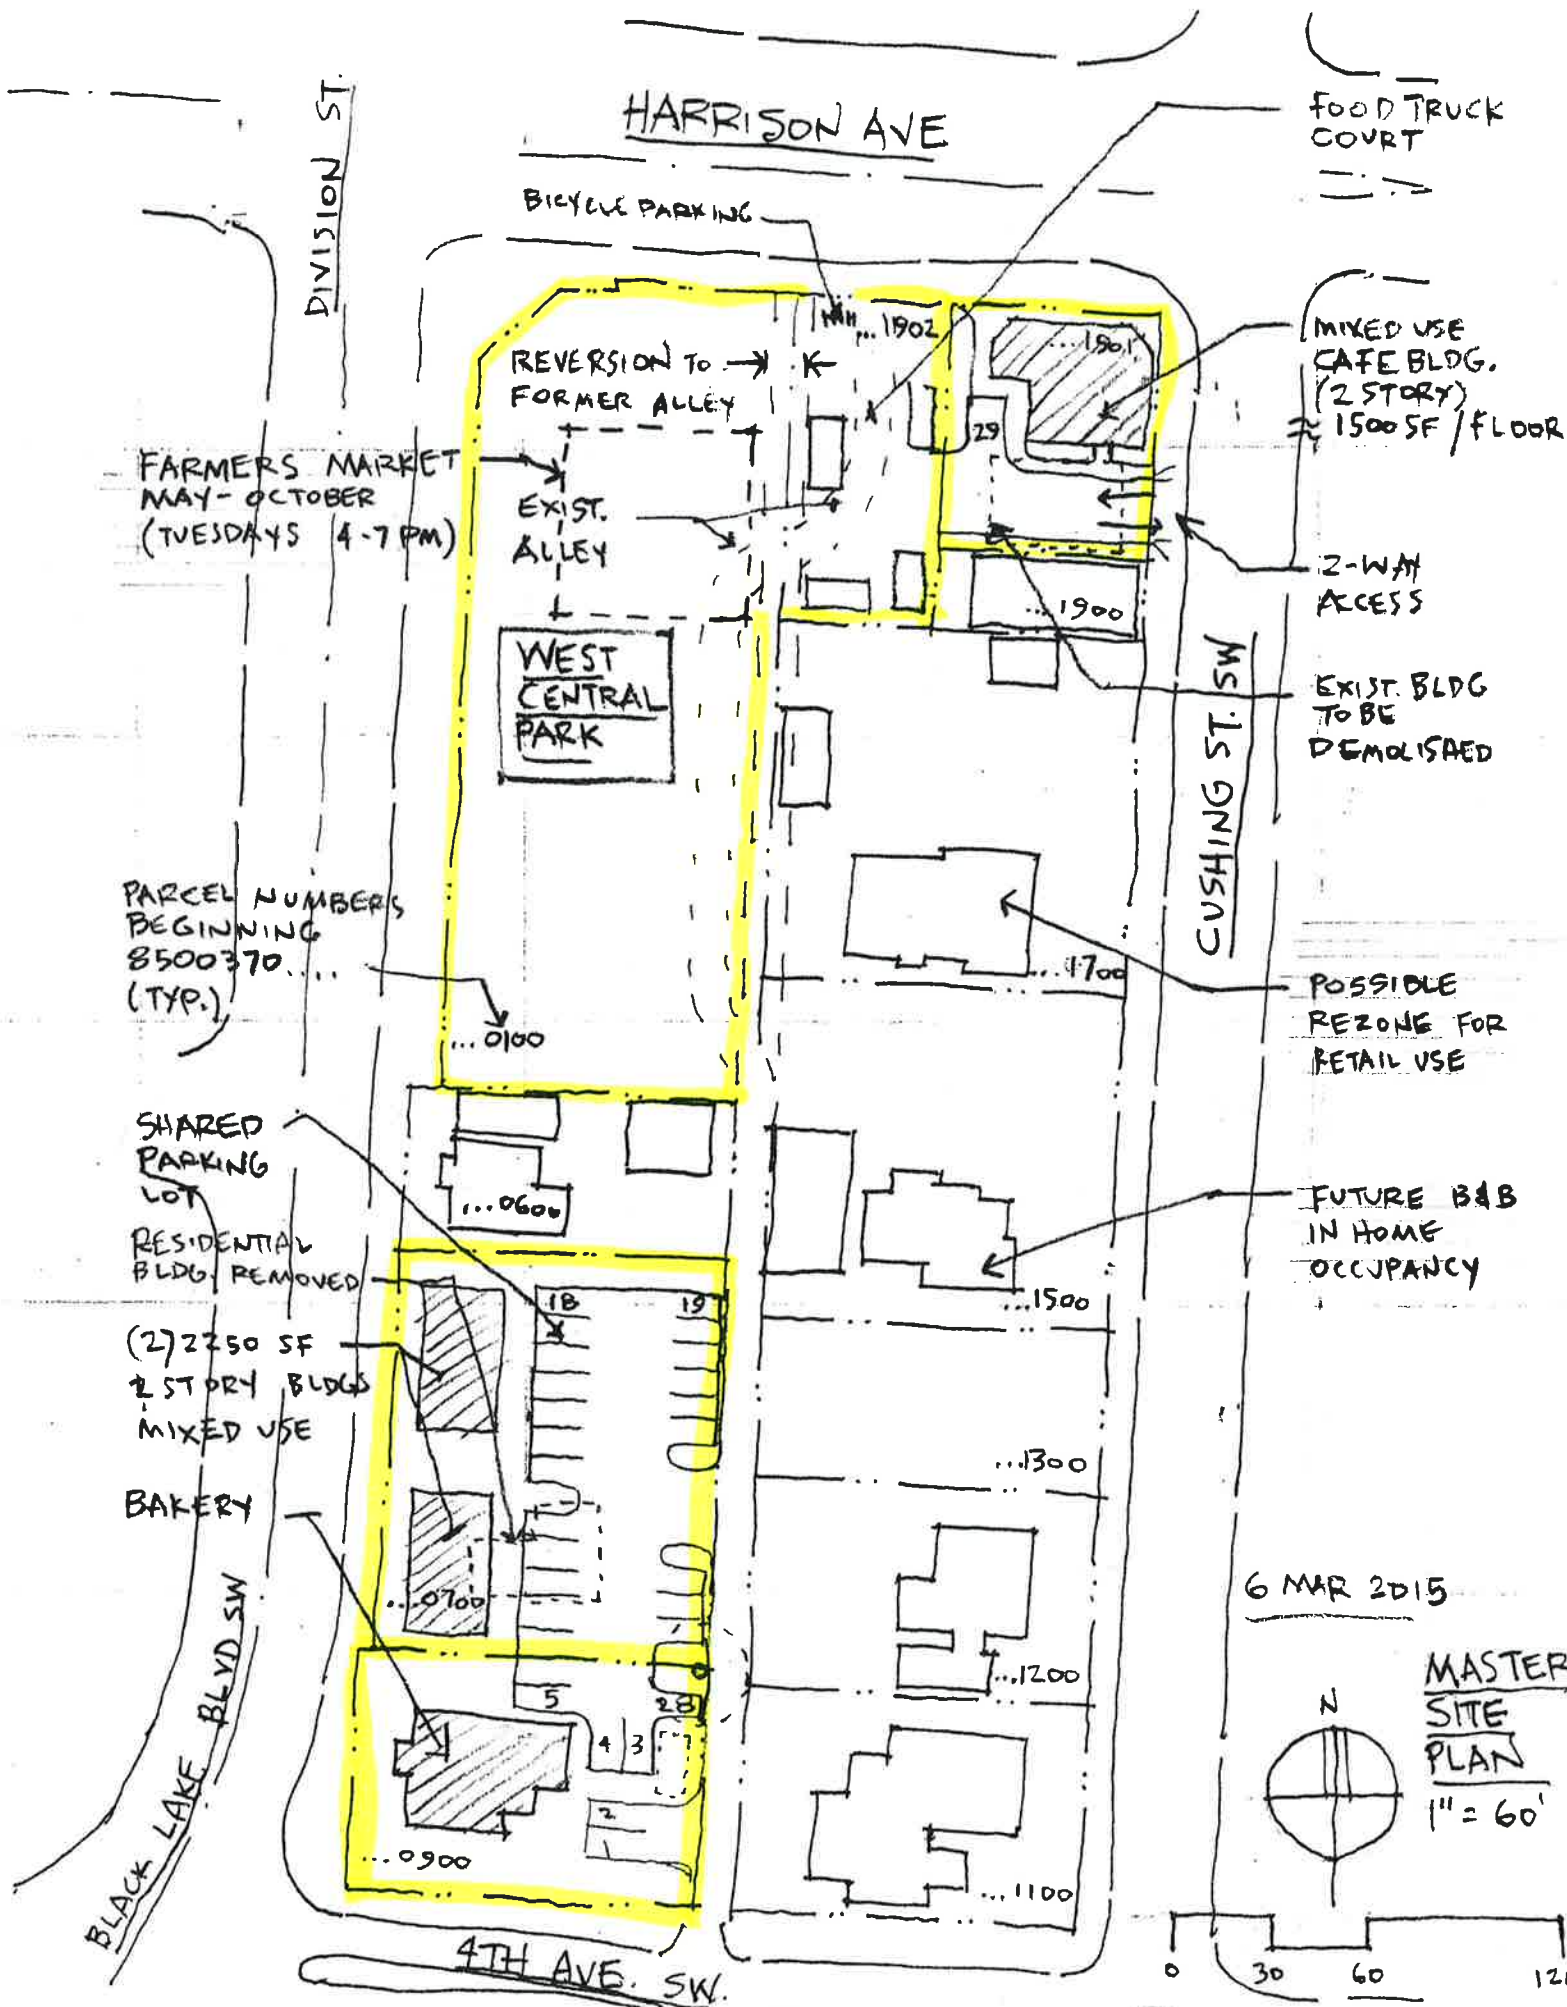 DIVISION ST.
HARRISON AVE
FOOD TRUCK
COURT
BICYCLE PARKING
...1902
...1901
MIXED USE
CAFE BLDG.
(2 STORY)
≈ 1500 SF / FLOOR
REVERSION TO
FORMER ALLEY
29
FARMERS MARKET
MAY - OCTOBER
(TUESDAYS 4-7 PM)
EXIST.
ALLEY
2-WAY
ACCESS
...1900
WEST
CENTRAL
PARK
EXIST. BLDG
TO BE
DEMOLISHED
CUSHING ST. SW
PARCEL NUMBERS
BEGINNING
8500370....
(TYP.)
...0100
...1700
POSSIBLE
REZONE FOR
RETAIL USE
SHARED
PARKING
LOT
...0600
FUTURE B&B
IN HOME
OCCUPANCY
...1500
RESIDENTIAL
BLDG. REMOVED
18
19
(2) 2250 SF
2 STORY BLDGS
MIXED USE
...1300
BAKERY
...0700
6 MAR 2015
...1200
5
28
4
3
2
1
...0900
...1100
BLACK LAKE BLVD SW
4TH AVE. SW.
N
MASTER
SITE
PLAN
1" = 60'
0
30
60